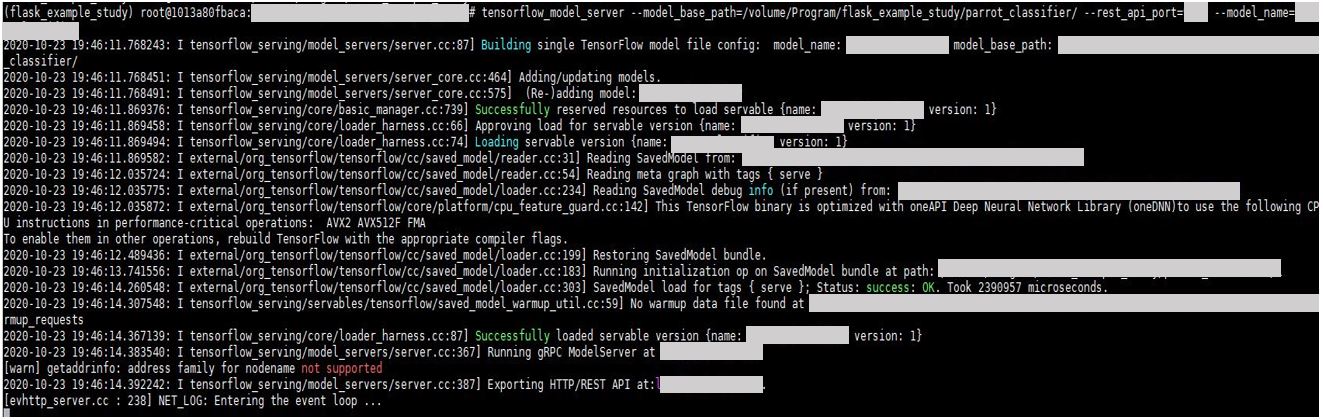 (flask_example_study) root@1013a80fbaca: # tensorflow_model_server --model_base_path=/volume/Program/flask_example_study/parrot_classifier/ --rest_api_port= --model_name=
2020-10-23 19:46:11.768243: I tensorflow_serving/model_servers/server.cc:87] Building single TensorFlow model file config:  model_name: model_base_path:
_classifier/
2020-10-23 19:46:11.768451: I tensorflow_serving/model_servers/server_core.cc:464] Adding/updating models.
2020-10-23 19:46:11.768491: I tensorflow_serving/model_servers/server_core.cc:575]  (Re-)adding model:
2020-10-23 19:46:11.869376: I tensorflow_serving/core/basic_manager.cc:739] Successfully reserved resources to load servable {name: version: 1}
2020-10-23 19:46:11.869458: I tensorflow_serving/core/loader_harness.cc:66] Approving load for servable version {name: version: 1}
2020-10-23 19:46:11.869494: I tensorflow_serving/core/loader_harness.cc:74] Loading servable version {name: version: 1}
2020-10-23 19:46:11.869582: I external/org_tensorflow/tensorflow/cc/saved_model/reader.cc:31] Reading SavedModel from:
2020-10-23 19:46:12.035724: I external/org_tensorflow/tensorflow/cc/saved_model/reader.cc:54] Reading meta graph with tags { serve }
2020-10-23 19:46:12.035775: I external/org_tensorflow/tensorflow/cc/saved_model/loader.cc:234] Reading SavedModel debug info (if present) from:
2020-10-23 19:46:12.035872: I external/org_tensorflow/tensorflow/core/platform/cpu_feature_guard.cc:142] This TensorFlow binary is optimized with oneAPI Deep Neural Network Library (oneDNN)to use the following CP
U instructions in performance-critical operations:  AVX2 AVX512F FMA
To enable them in other operations, rebuild TensorFlow with the appropriate compiler flags.
2020-10-23 19:46:12.489436: I external/org_tensorflow/tensorflow/cc/saved_model/loader.cc:199] Restoring SavedModel bundle.
2020-10-23 19:46:13.741556: I external/org_tensorflow/tensorflow/cc/saved_model/loader.cc:183] Running initialization op on SavedModel bundle at path:
2020-10-23 19:46:14.260548: I external/org_tensorflow/tensorflow/cc/saved_model/loader.cc:303] SavedModel load for tags { serve }; Status: success: OK. Took 2390957 microseconds.
2020-10-23 19:46:14.307548: I tensorflow_serving/servables/tensorflow/saved_model_warmup_util.cc:59] No warmup data file found at
rmup_requests
2020-10-23 19:46:14.367139: I tensorflow_serving/core/loader_harness.cc:87] Successfully loaded servable version {name: version: 1}
2020-10-23 19:46:14.383540: I tensorflow_serving/model_servers/server.cc:367] Running gRPC ModelServer at
[warn] getaddrinfo: address family for nodename not supported
2020-10-23 19:46:14.392242: I tensorflow_serving/model_servers/server.cc:387] Exporting HTTP/REST API at:l .
[evhttp_server.cc : 238] NET_LOG: Entering the event loop ...